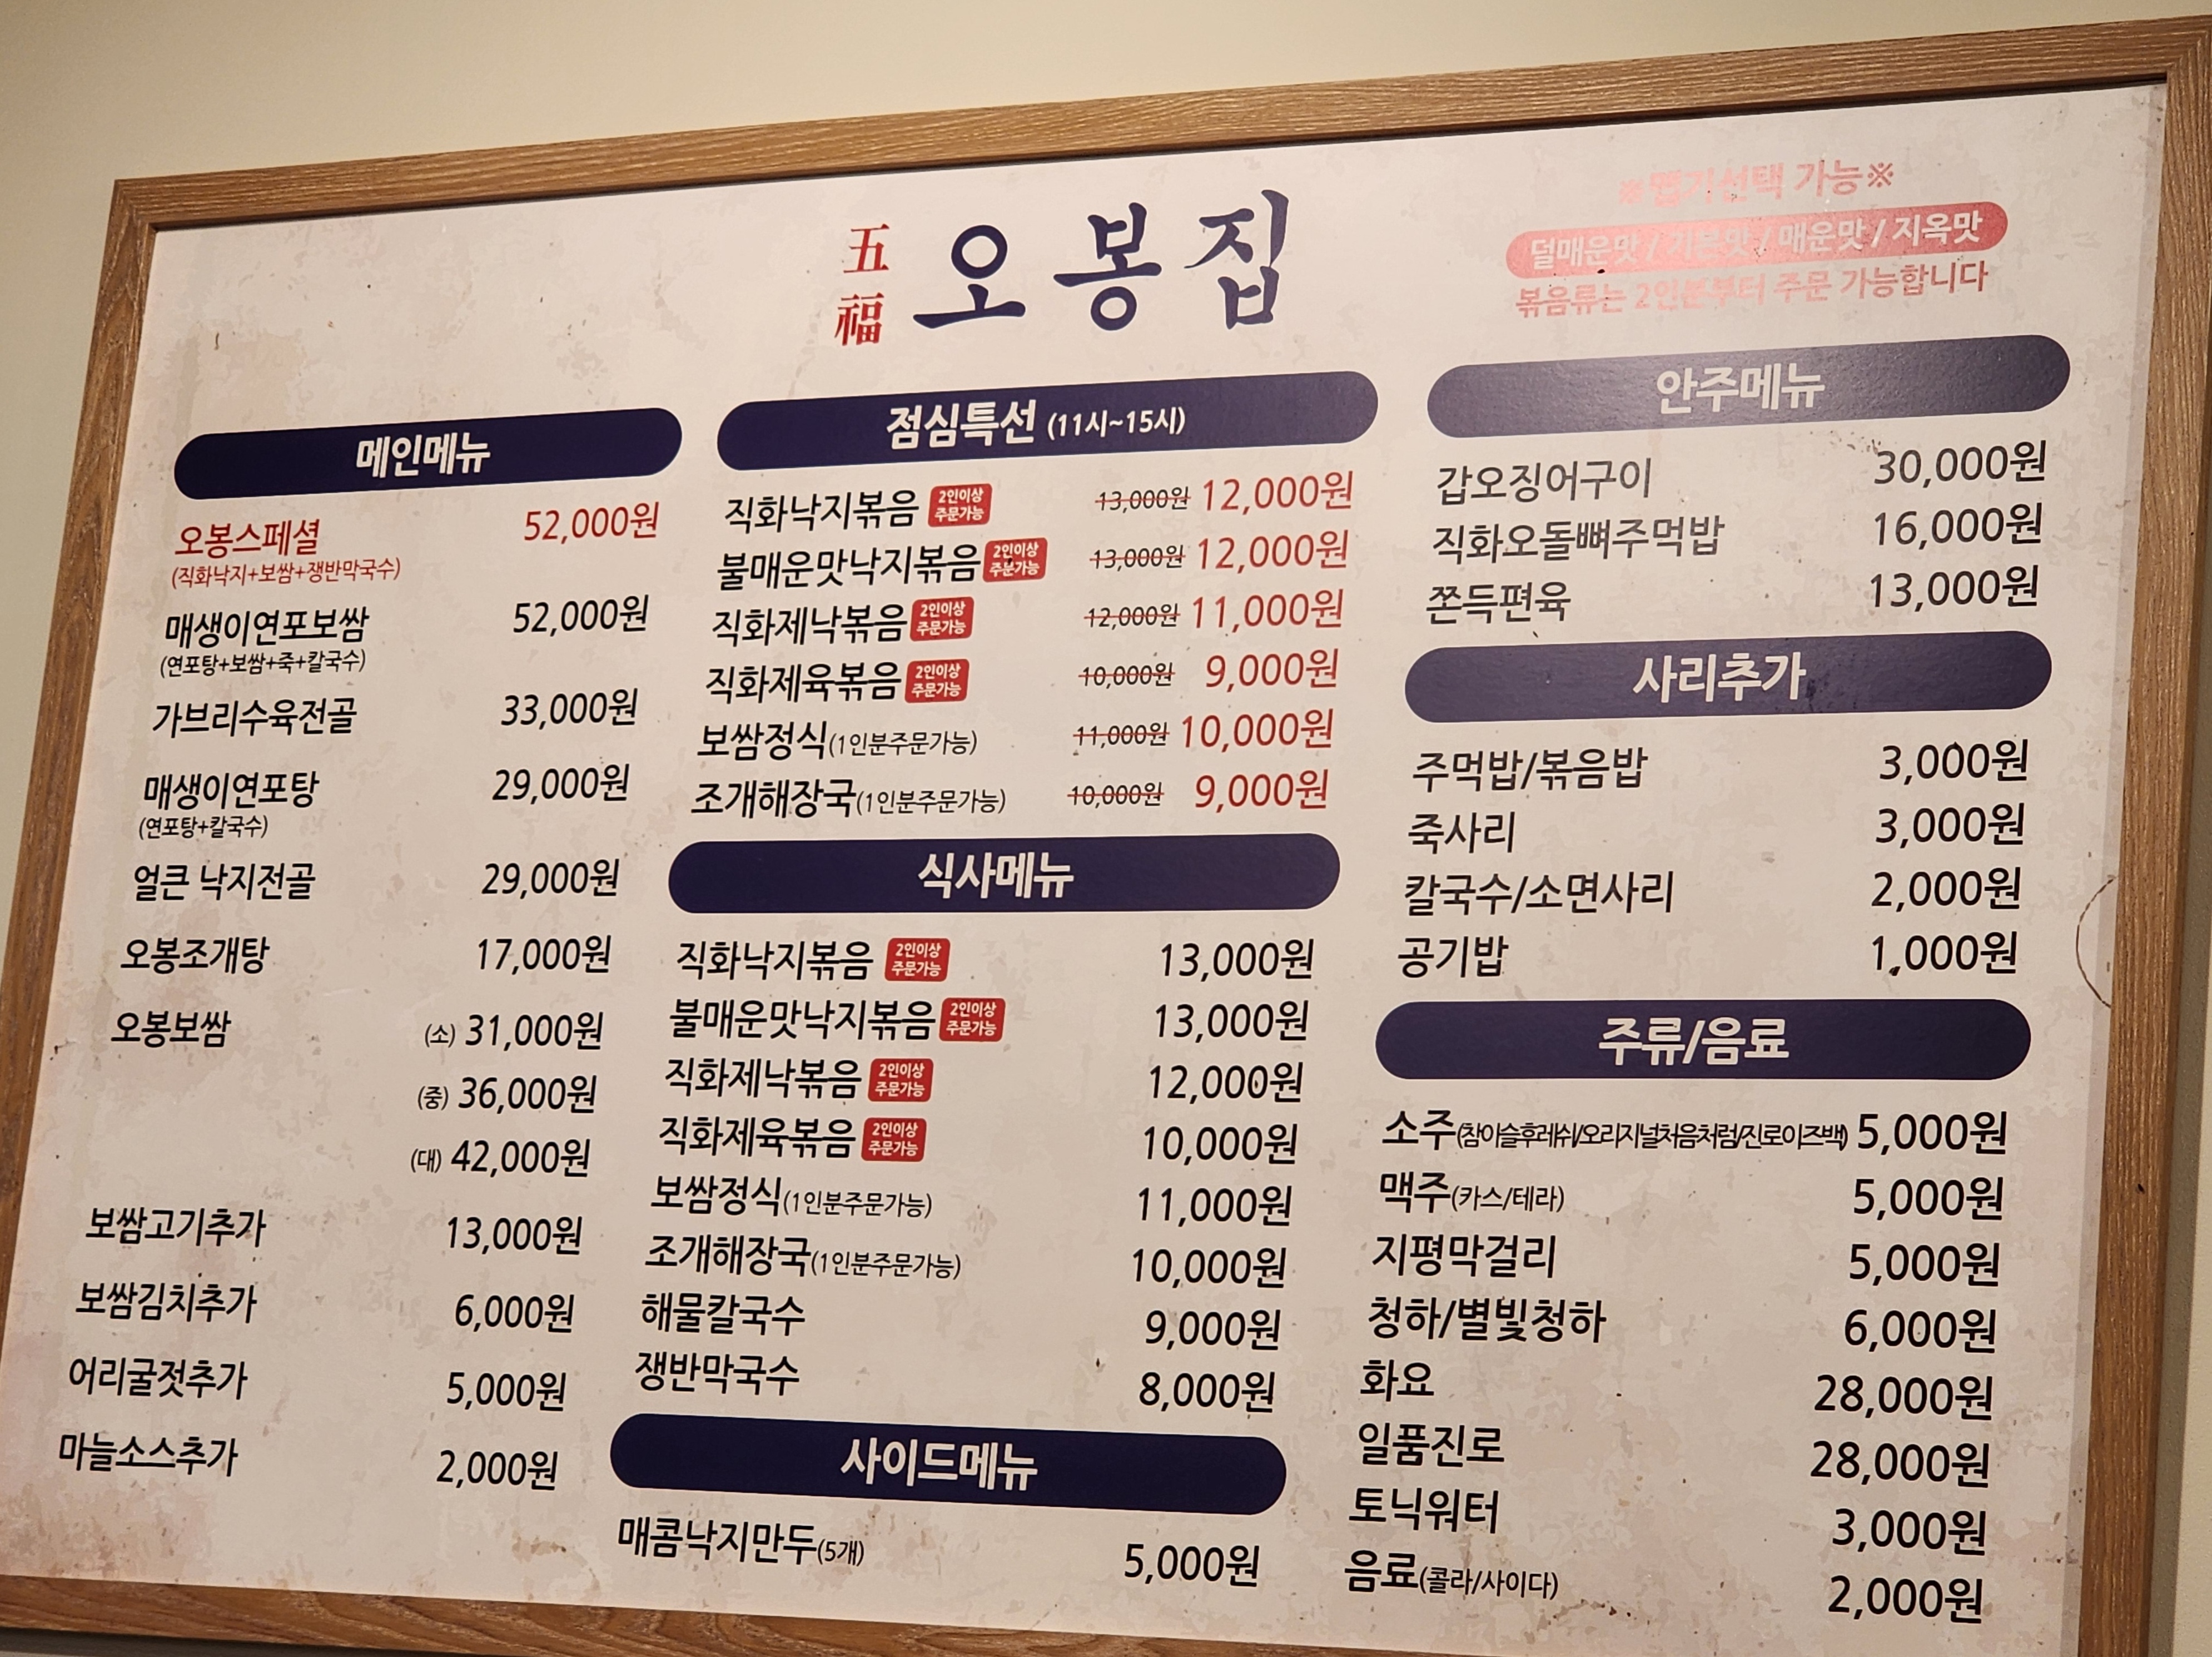 五福 오봉집
※맵기선택 가능※
덜매운맛 / 기본맛 / 매운맛 / 지옥맛
볶음류는 2인분부터 주문 가능합니다
메인메뉴
오봉스페셜 52,000원
(직화낙지+보쌈+쟁반막국수)
매생이연포보쌈 52,000원
(연포탕+보쌈+죽+칼국수)
가브리수육전골 33,000원
매생이연포탕 29,000원
(연포탕+칼국수)
얼큰 낙지전골 29,000원
오봉조개탕 17,000원
오봉보쌈 (소) 31,000원
(중) 36,000원
(대) 42,000원
보쌈고기추가 13,000원
보쌈김치추가 6,000원
어리굴젓추가 5,000원
마늘소스추가 2,000원
점심특선 (11시~15시)
직화낙지볶음 2인이상 주문가능 13,000원 12,000원
불매운맛낙지볶음 2인이상 주문가능 13,000원 12,000원
직화제낙볶음 2인이상 주문가능 12,000원 11,000원
직화제육볶음 2인이상 주문가능 10,000원 9,000원
보쌈정식(1인분주문가능) 11,000원 10,000원
조개해장국(1인분주문가능) 10,000원 9,000원
식사메뉴
직화낙지볶음 2인이상 주문가능 13,000원
불매운맛낙지볶음 2인이상 주문가능 13,000원
직화제낙볶음 2인이상 주문가능 12,000원
직화제육볶음 2인이상 주문가능 10,000원
보쌈정식(1인분주문가능) 11,000원
조개해장국(1인분주문가능) 10,000원
해물칼국수 9,000원
쟁반막국수 8,000원
사이드메뉴
매콤낙지만두(5개) 5,000원
안주메뉴
갑오징어구이 30,000원
직화오돌뼈주먹밥 16,000원
쫀득편육 13,000원
사리추가
주먹밥/볶음밥 3,000원
죽사리 3,000원
칼국수/소면사리 2,000원
공기밥 1,000원
주류/음료
소주(참이슬후레쉬/오리지널/처음처럼/진로이즈백) 5,000원
맥주(카스/테라) 5,000원
지평막걸리 5,000원
청하/별빛청하 6,000원
화요 28,000원
일품진로 28,000원
토닉워터 3,000원
음료(콜라/사이다) 2,000원